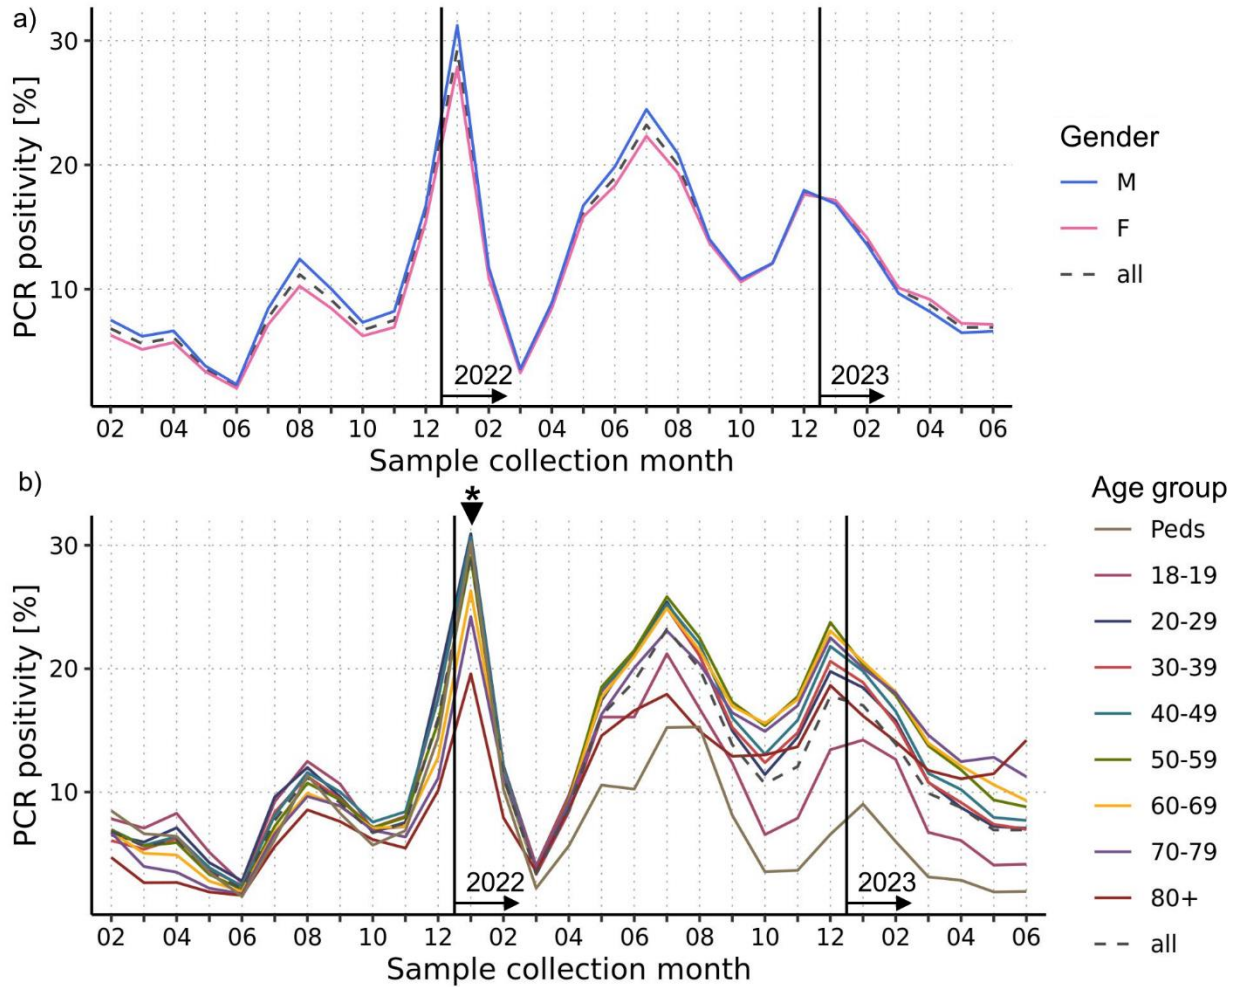 a)
PCR positivity [%]
30
20
10
2022
2023
02 04 06 08 10 12 02 04 06 08 10 12 02 04 06
Sample collection month
Gender
M
F
all
b)
*
PCR positivity [%]
30
20
10
2022
2023
02 04 06 08 10 12 02 04 06 08 10 12 02 04 06
Sample collection month
Age group
Peds
18-19
20-29
30-39
40-49
50-59
60-69
70-79
80+
all